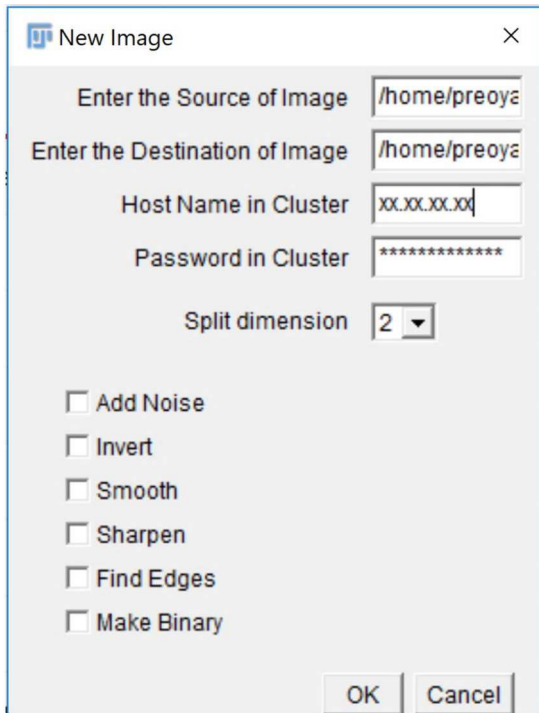 New Image
Enter the Source of Image /home/preoya
Enter the Destination of Image /home/preoya
Host Name in Cluster xx.xx.xx.xx
Password in Cluster *************
Split dimension 2
Add Noise
Invert
Smooth
Sharpen
Find Edges
Make Binary
OK Cancel